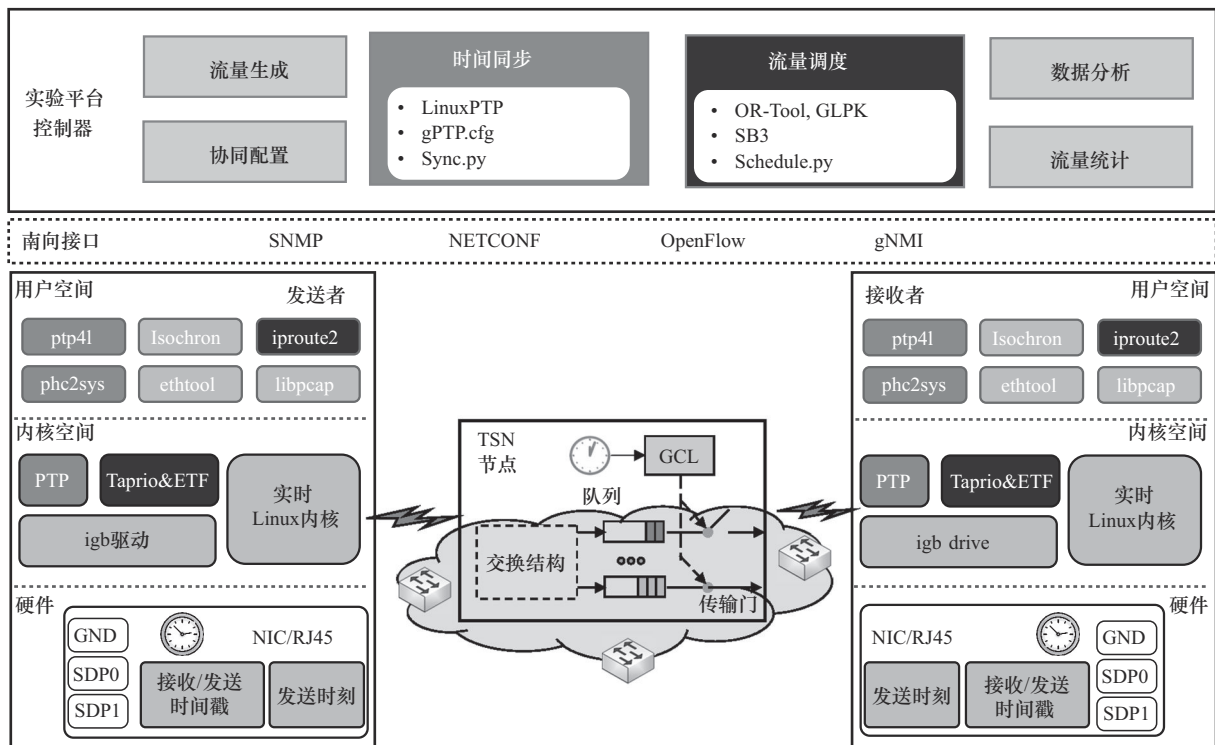 实验平台
控制器
流量生成
协同配置
时间同步
• LinuxPTP
• gPTP.cfg
• Sync.py
流量调度
• OR-Tool, GLPK
• SB3
• Schedule.py
数据分析
流量统计
南向接口 SNMP NETCONF OpenFlow gNMI
用户空间 发送者
ptp4l Isochron iproute2
phc2sys ethtool libpcap
内核空间
PTP Taprio&ETF
实时
Linux内核
igb驱动
硬件
GND
SDP0
SDP1
NIC/RJ45
接收/发送
时间戳
发送时刻
TSN
节点
GCL
队列
交换结构
传输门
接收者 用户空间
ptp4l Isochron iproute2
phc2sys ethtool libpcap
内核空间
PTP Taprio&ETF
实时
Linux内核
igb drive
硬件
NIC/RJ45
GND
SDP0
SDP1
发送时刻
接收/发送
时间戳